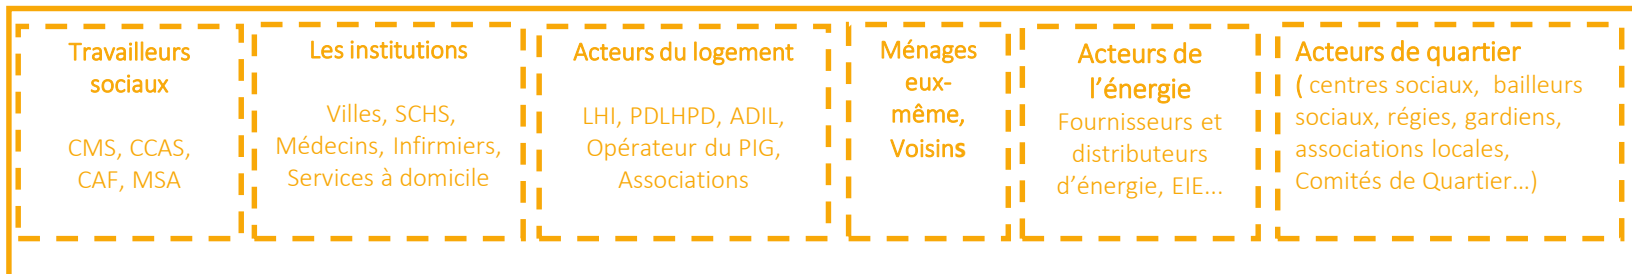 Travailleurs
sociaux
CMS, CCAS,
CAF, MSA
Les institutions
Villes, SCHS,
Médecins, Infirmiers,
Services à domicile
Acteurs du logement
LHI, PDLHPD, ADIL,
Opérateur du PIG,
Associations
Ménages
eux-
même,
Voisins
Acteurs de
l’énergie
Fournisseurs et
distributeurs
d’énergie, EIE...
Acteurs de quartier
( centres sociaux, bailleurs
sociaux, régies, gardiens,
associations locales,
Comités de Quartier…)